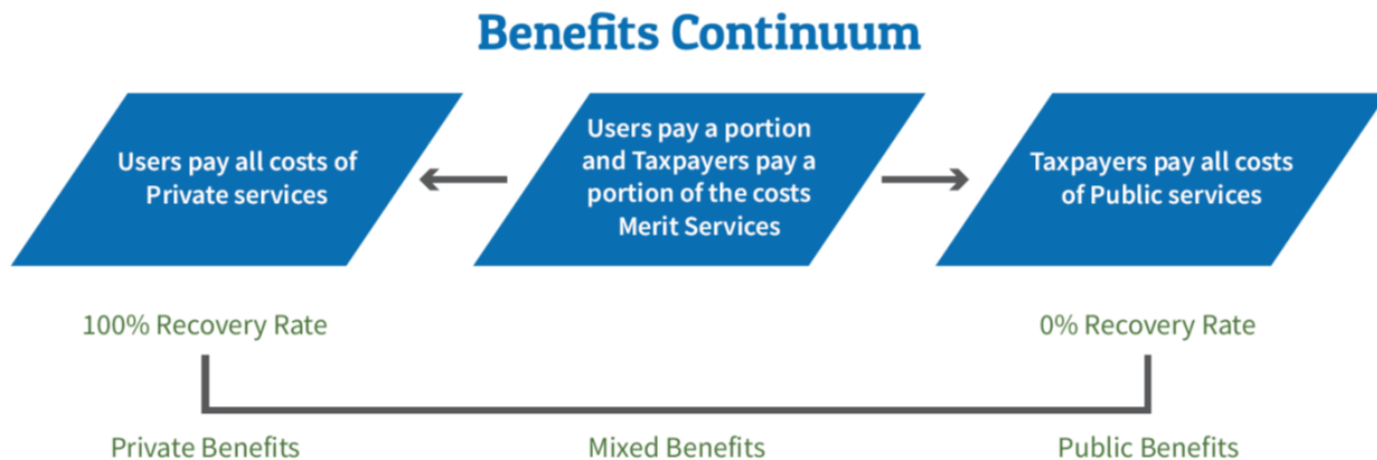 Benefits Continuum
Users pay all costs of
Private services
Users pay a portion
and Taxpayers pay a
portion of the costs
Merit Services
Taxpayers pay all costs
of Public services
100% Recovery Rate
0% Recovery Rate
Private Benefits
Mixed Benefits
Public Benefits